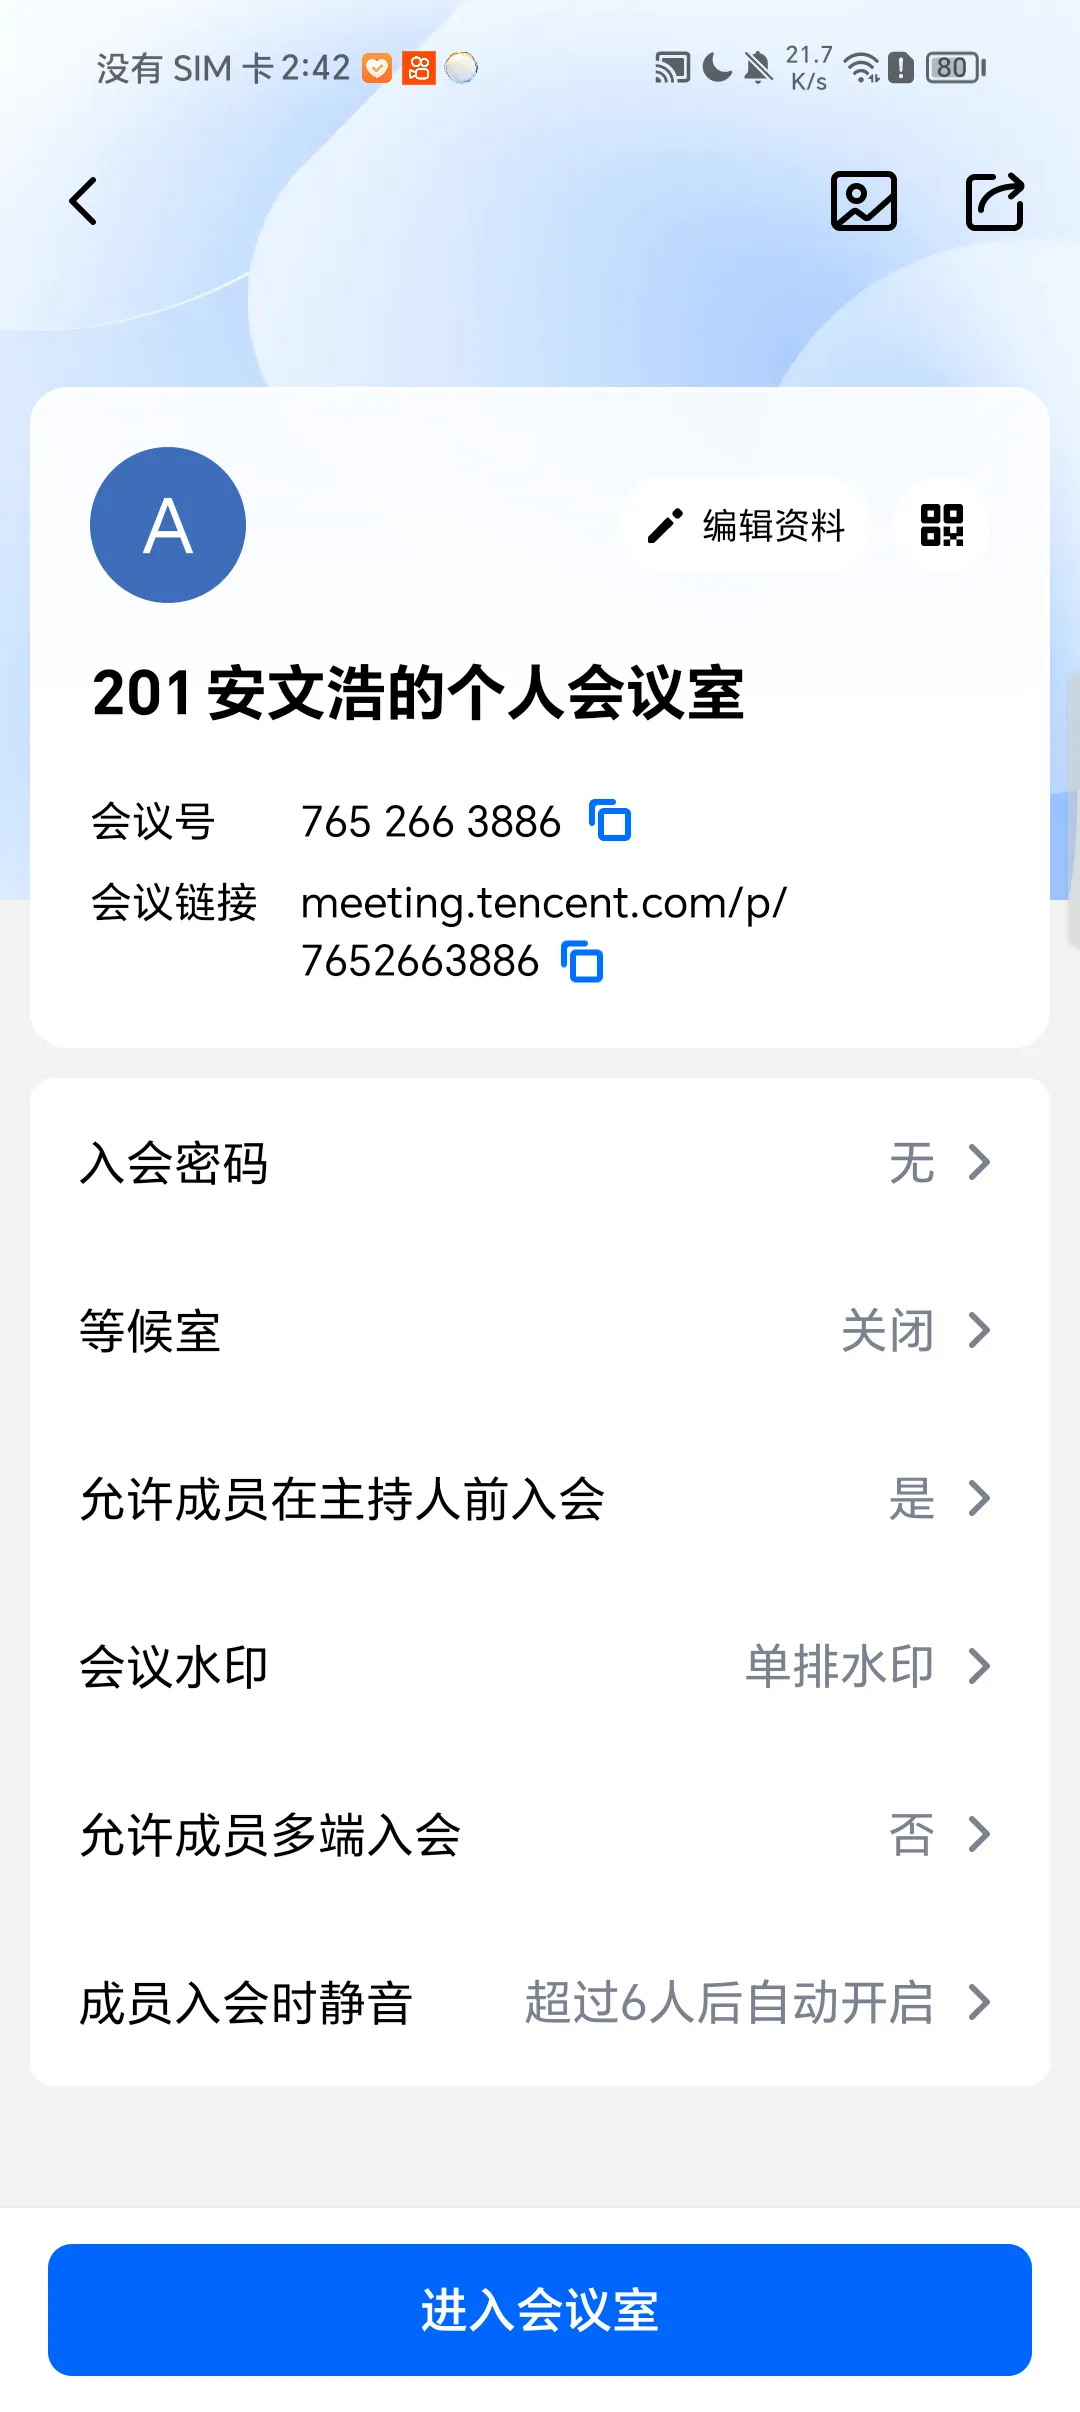 没有 SIM 卡 2:42 21.7 K/s 80
编辑资料
A
201安文浩的个人会议室
会议号 765 266 3886
会议链接 meeting.tencent.com/p/
7652663886
入会密码 无
等候室 关闭
允许成员在主持人前入会 是
会议水印 单排水印
允许成员多端入会 否
成员入会时静音 超过6人后自动开启
进入会议室